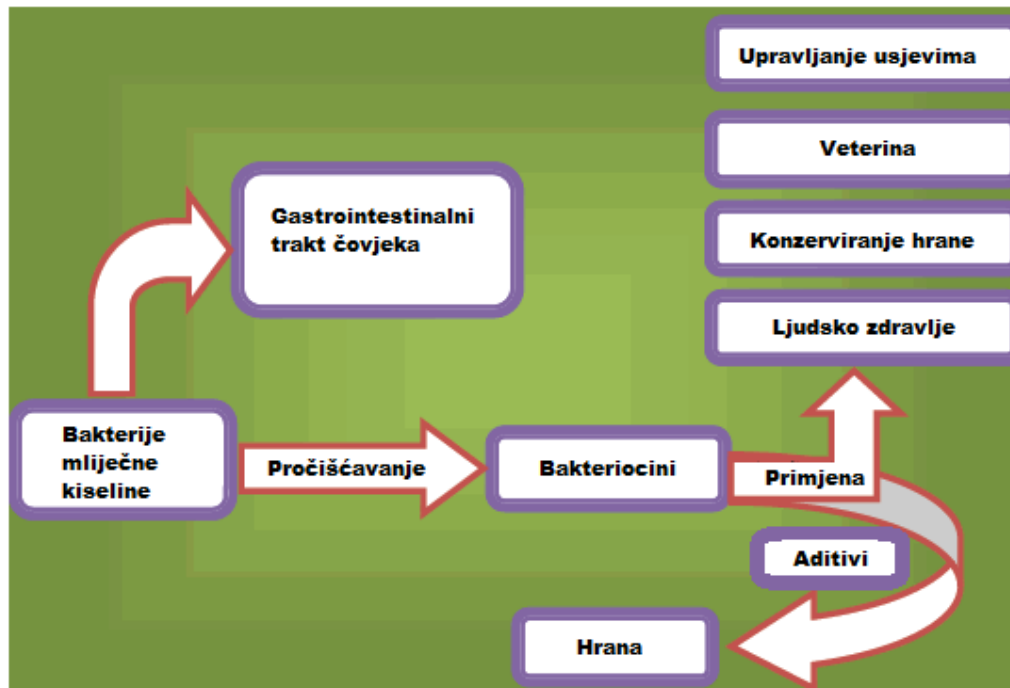 Upravljanje usjevima
Veterina
Gastrointestinalni
trakt čovjeka
Konzerviranje hrane
Ljudsko zdravlje
Bakterije
mliječne
kiseline
Pročišćavanje
Bakteriocini
Primjena
Aditivi
Hrana